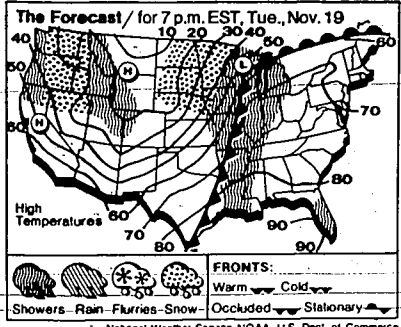 The Forecast/ for 7 p.m. EST, Tue., Nov. 19
40
10 20 30 40
50
60
50
H
L
60
H
70
80
High
Temperatures
60
70
80
90
90
Showers Rain Flurries Snow
FRONTS:
Warm Cold
Occluded Stationary
National Weather Service, NOAA, U.S. Dept. of Commerce